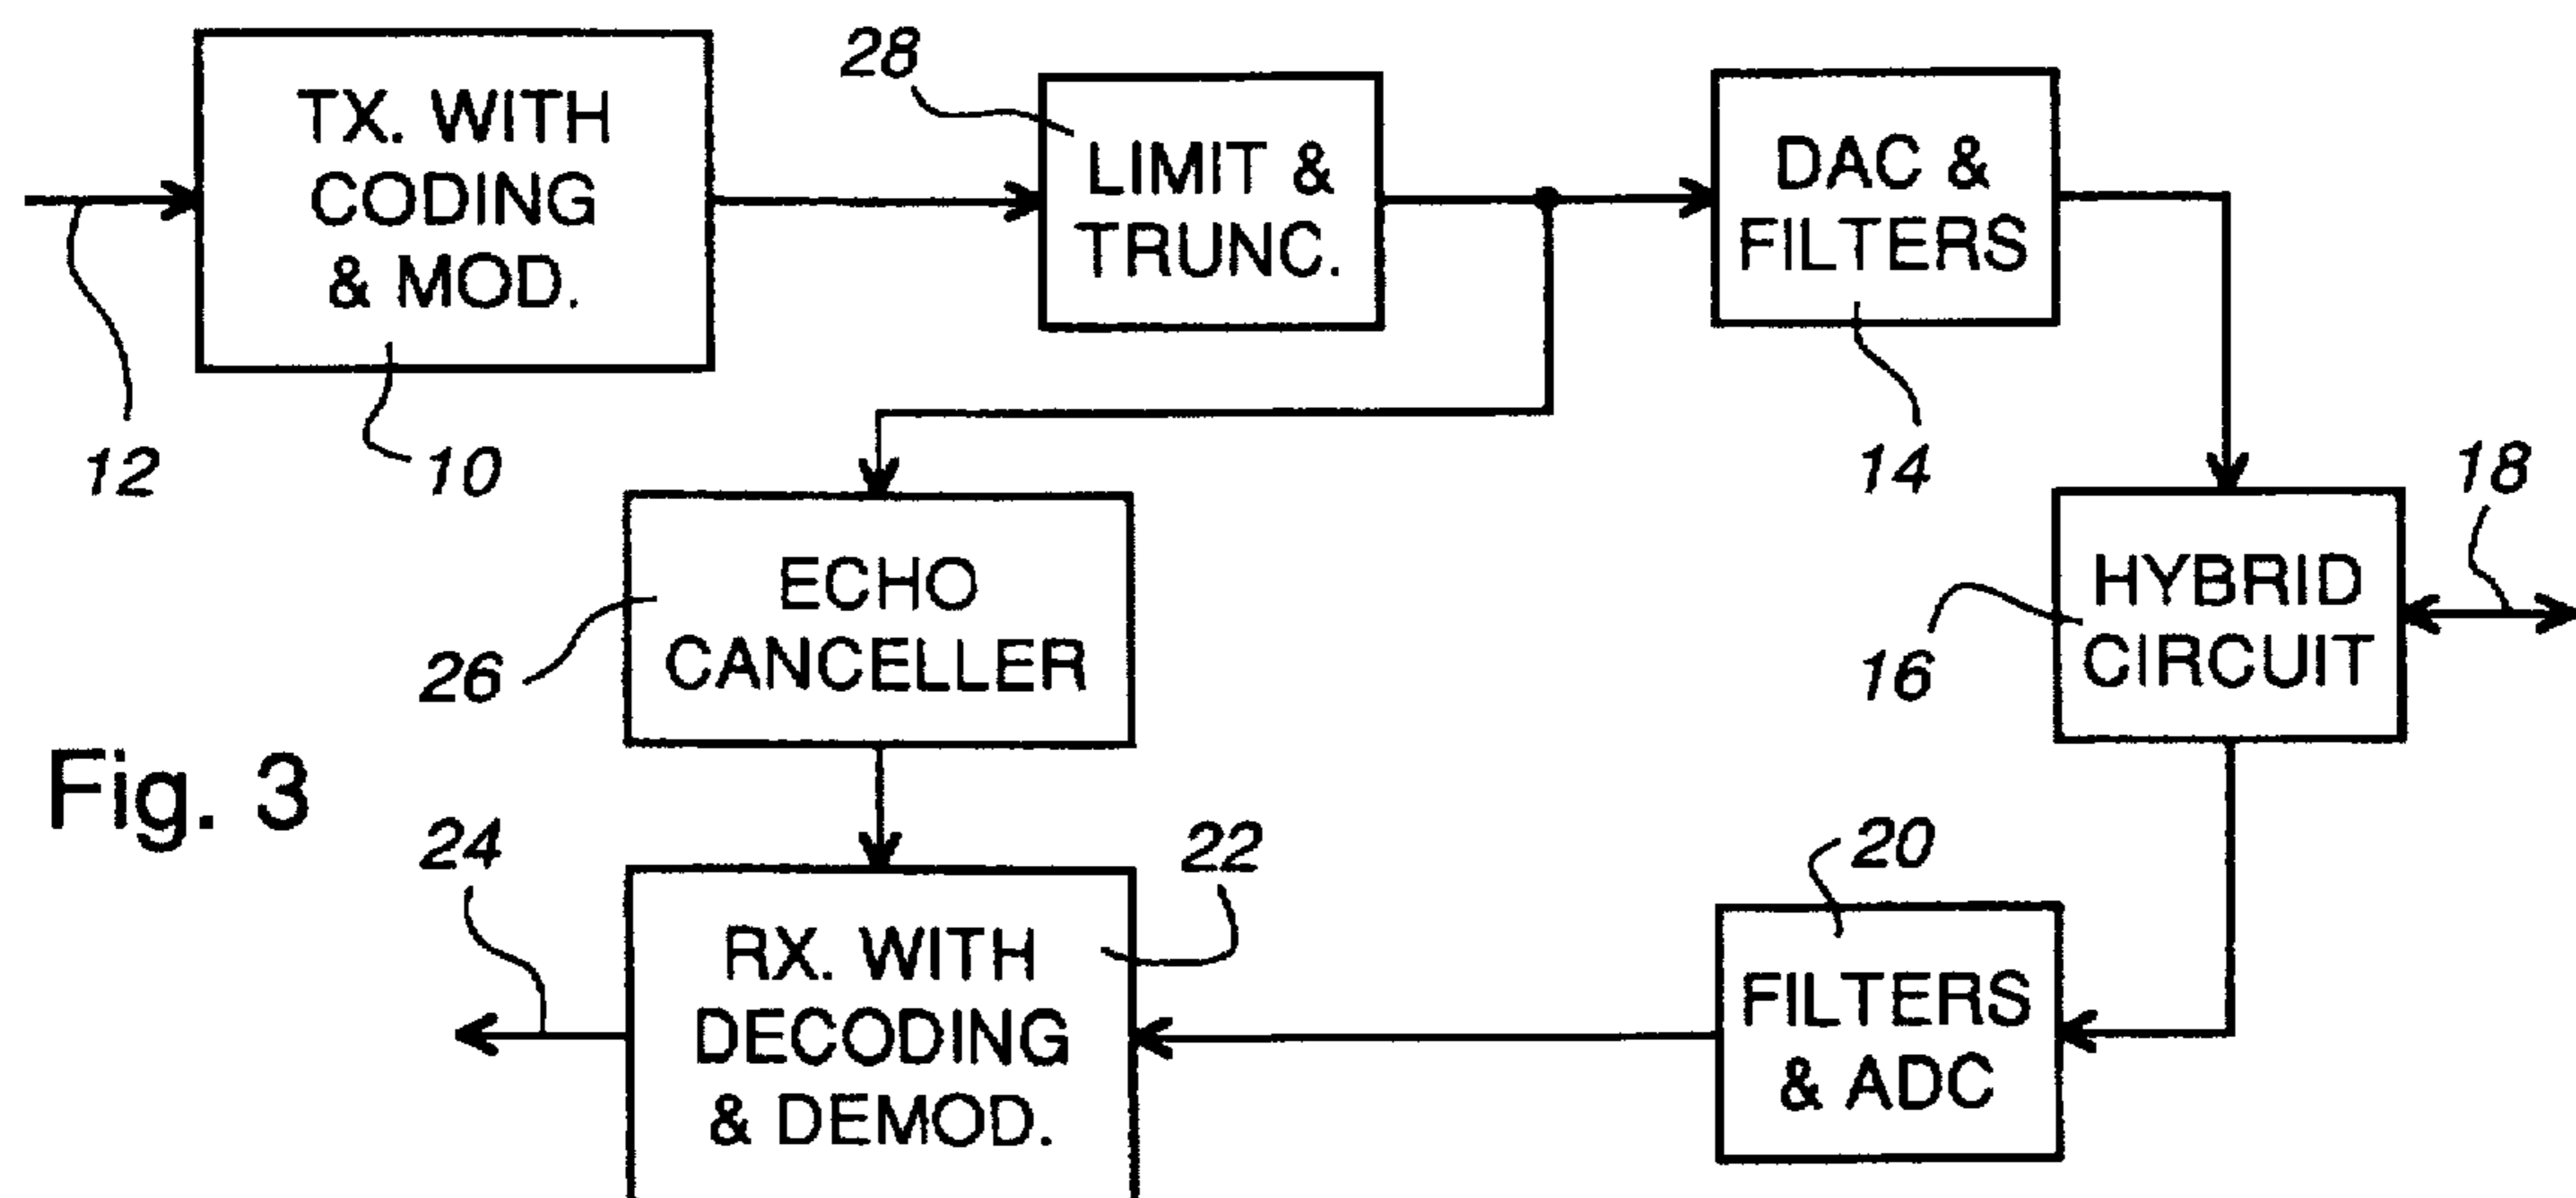 TX. WITH
CODING
& MOD.
28
LIMIT &
TRUNC.
DAC &
FILTERS
12
10
14
18
ECHO
CANCELLER
26
HYBRID
CIRCUIT
16
Fig. 3
24
22
20
RX. WITH
DECODING
& DEMOD.
FILTERS
& ADC